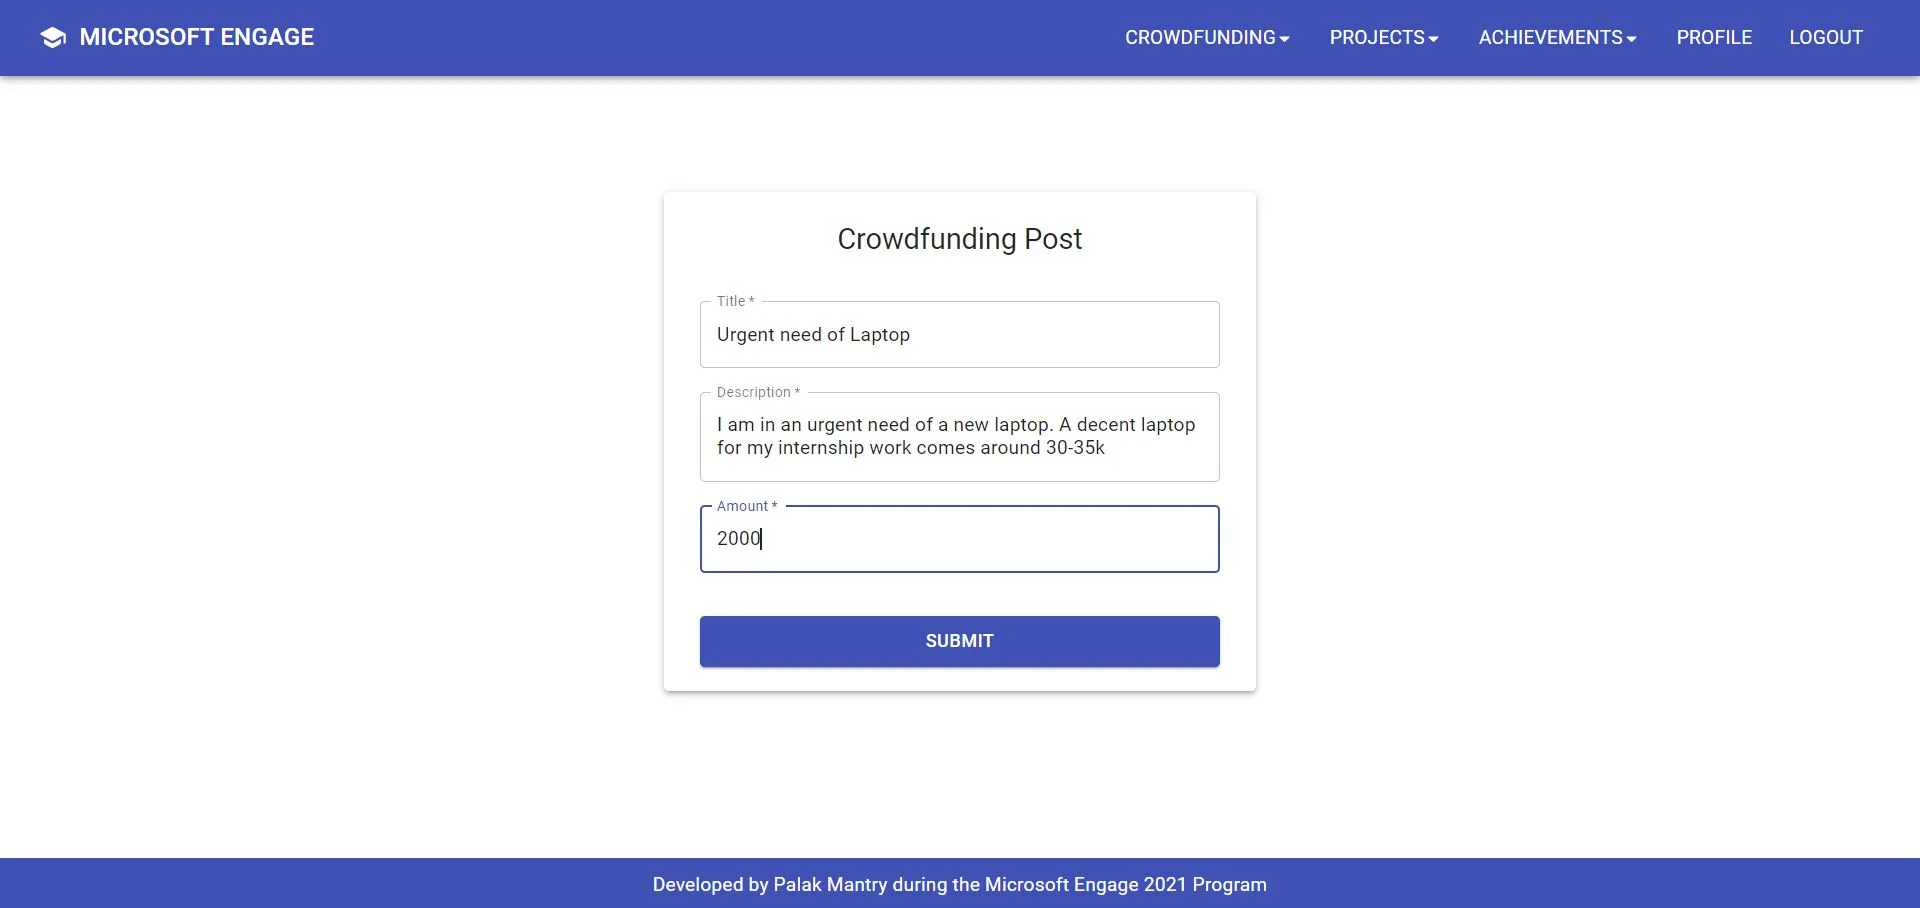 MICROSOFT ENGAGE
CROWDFUNDING
PROJECTS
ACHIEVEMENTS
PROFILE
LOGOUT
Crowdfunding Post
Title *
Urgent need of Laptop
Description *
I am in an urgent need of a new laptop. A decent laptop
for my internship work comes around 30-35k
Amount *
2000
SUBMIT
Developed by Palak Mantry during the Microsoft Engage 2021 Program